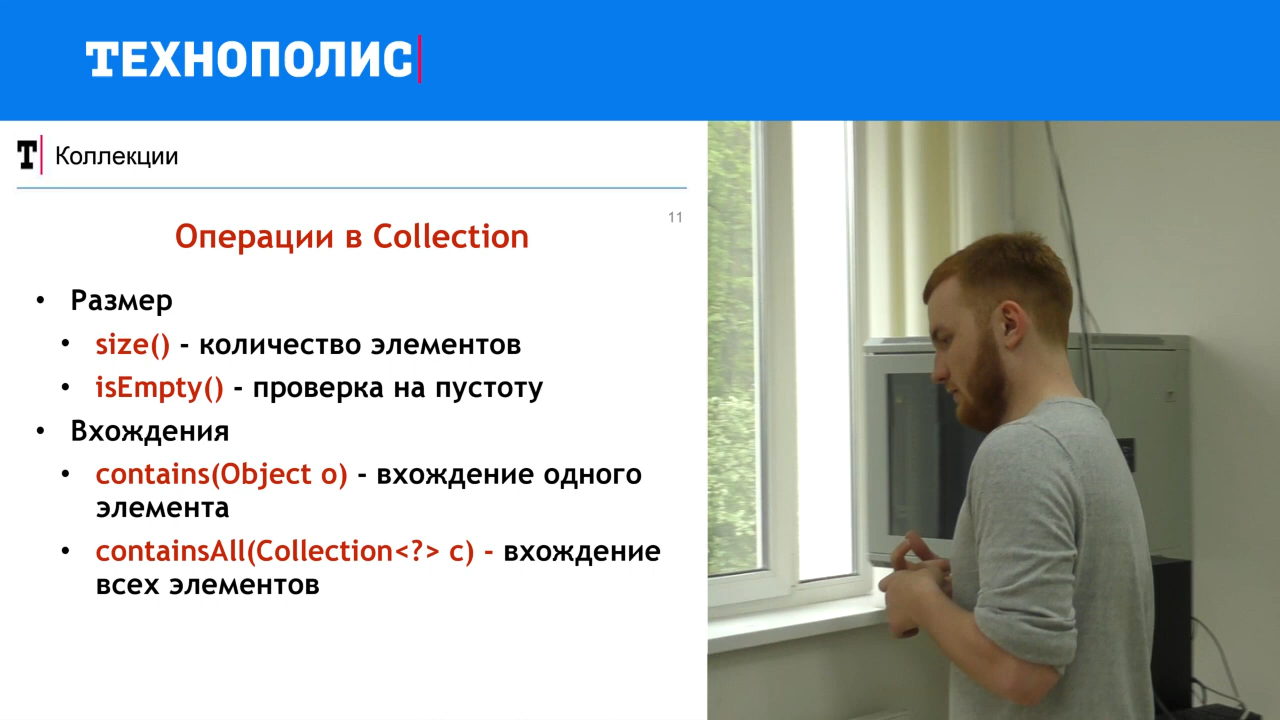 ТЕХНОПОЛИС
Т Коллекции
11
Операции в Collection
• Размер
• size() - количество элементов
• isEmpty() - проверка на пустоту
• Вхождения
• contains(Object o) - вхождение одного
элемента
• containsAll(Collection<?> c) - вхождение
всех элементов